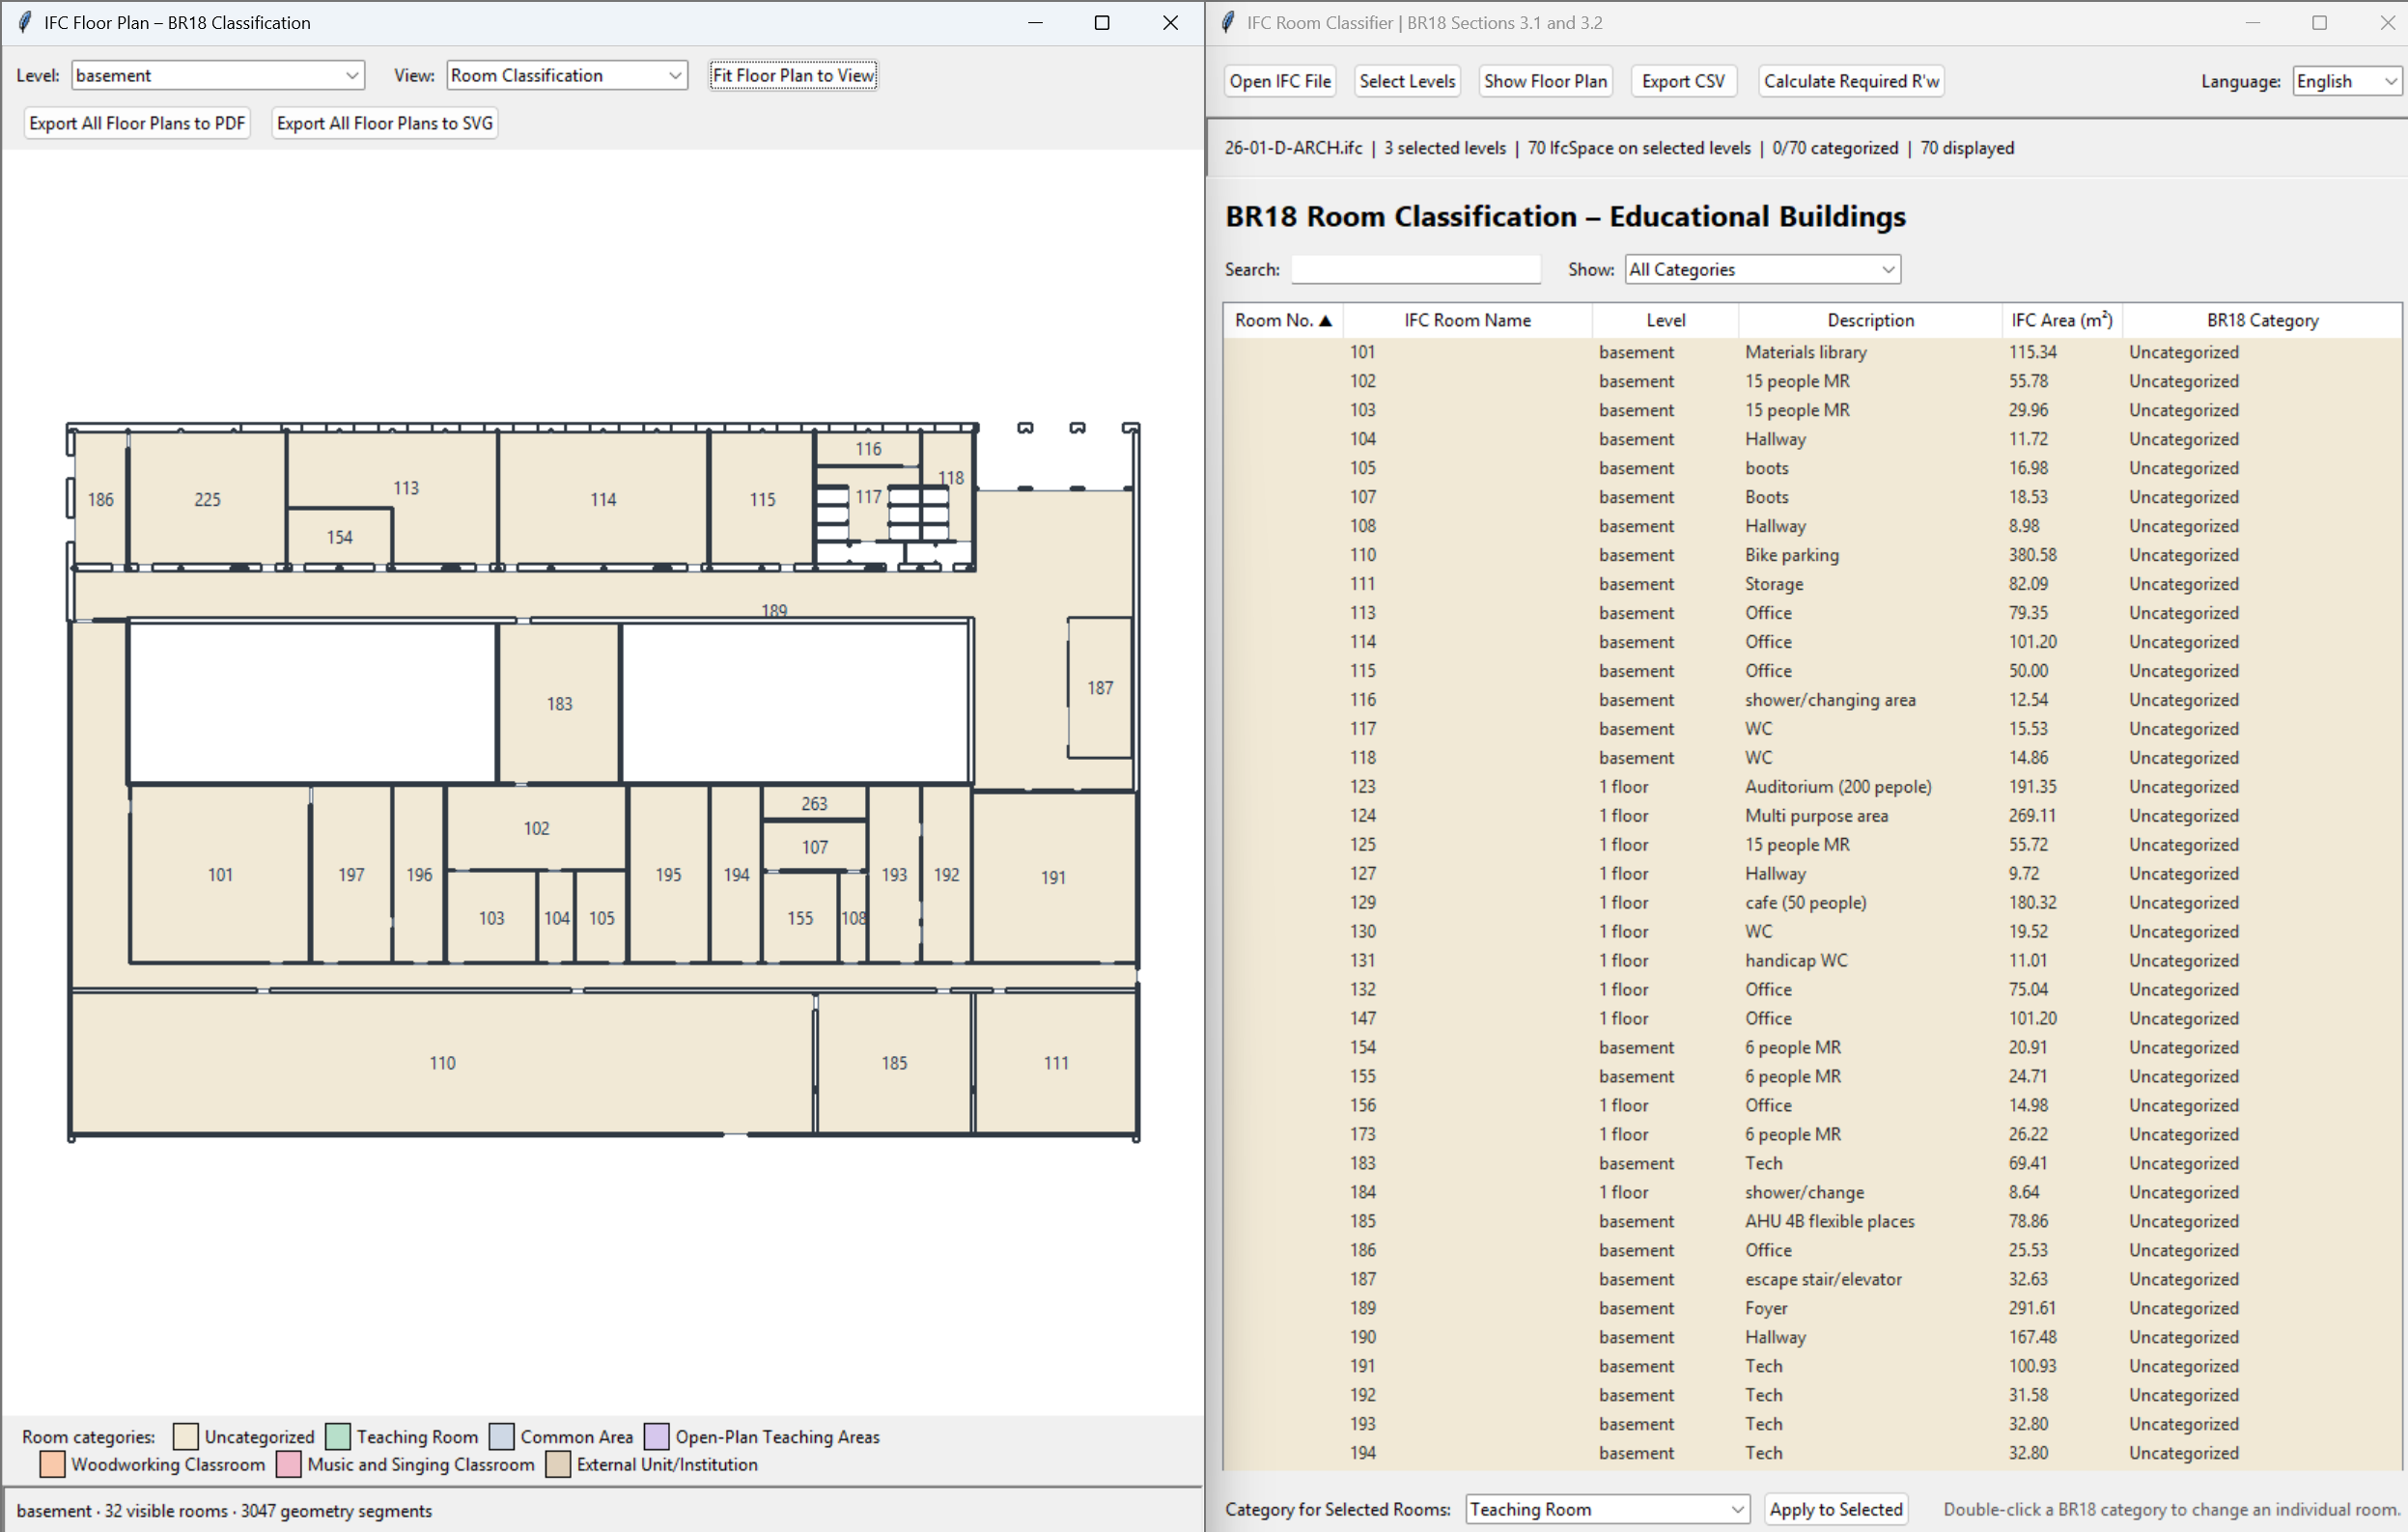 IFC Floor Plan – BR18 Classification
Level: basement View: Room Classification Fit Floor Plan to View
Export All Floor Plans to PDF Export All Floor Plans to SVG
116
118
113
186 225 114 115 117
154
189
183 187
263
102
107
101 197 196 195 194 193 192 191
103 104 105 155 108
110 185 111
Room categories: Uncategorized Teaching Room Common Area Open-Plan Teaching Areas
Woodworking Classroom Music and Singing Classroom External Unit/Institution
basement · 32 visible rooms · 3047 geometry segments
IFC Room Classifier | BR18 Sections 3.1 and 3.2
Open IFC File Select Levels Show Floor Plan Export CSV Calculate Required R'w Language: English
26-01-D-ARCH.ifc | 3 selected levels | 70 IfcSpace on selected levels | 0/70 categorized | 70 displayed
BR18 Room Classification – Educational Buildings
Search: Show: All Categories
Room No. ▲ IFC Room Name Level Description IFC Area (m²) BR18 Category
101 basement Materials library 115.34 Uncategorized
102 basement 15 people MR 55.78 Uncategorized
103 basement 15 people MR 29.96 Uncategorized
104 basement Hallway 11.72 Uncategorized
105 basement boots 16.98 Uncategorized
107 basement Boots 18.53 Uncategorized
108 basement Hallway 8.98 Uncategorized
110 basement Bike parking 380.58 Uncategorized
111 basement Storage 82.09 Uncategorized
113 basement Office 79.35 Uncategorized
114 basement Office 101.20 Uncategorized
115 basement Office 50.00 Uncategorized
116 basement shower/changing area 12.54 Uncategorized
117 basement WC 15.53 Uncategorized
118 basement WC 14.86 Uncategorized
123 1 floor Auditorium (200 pepole) 191.35 Uncategorized
124 1 floor Multi purpose area 269.11 Uncategorized
125 1 floor 15 people MR 55.72 Uncategorized
127 1 floor Hallway 9.72 Uncategorized
129 1 floor cafe (50 people) 180.32 Uncategorized
130 1 floor WC 19.52 Uncategorized
131 1 floor handicap WC 11.01 Uncategorized
132 1 floor Office 75.04 Uncategorized
147 1 floor Office 101.20 Uncategorized
154 basement 6 people MR 20.91 Uncategorized
155 basement 6 people MR 24.71 Uncategorized
156 1 floor Office 14.98 Uncategorized
173 1 floor 6 people MR 26.22 Uncategorized
183 basement Tech 69.41 Uncategorized
184 1 floor shower/change 8.64 Uncategorized
185 basement AHU 4B flexible places 78.86 Uncategorized
186 basement Office 25.53 Uncategorized
187 basement escape stair/elevator 32.63 Uncategorized
189 basement Foyer 291.61 Uncategorized
190 basement Hallway 167.48 Uncategorized
191 basement Tech 100.93 Uncategorized
192 basement Tech 31.58 Uncategorized
193 basement Tech 32.80 Uncategorized
194 basement Tech 32.80 Uncategorized
Category for Selected Rooms: Teaching Room Apply to Selected Double-click a BR18 category to change an individual room.